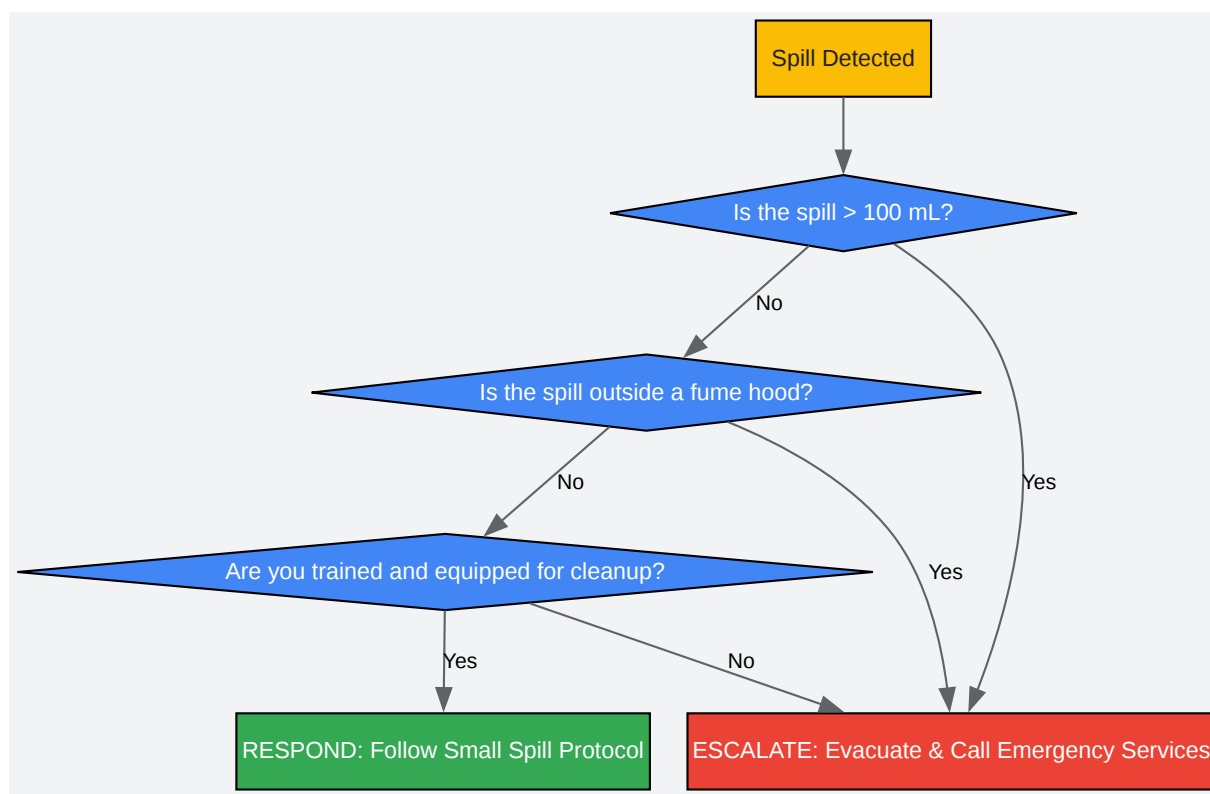 Spill Detected
Is the spill > 100 mL?
No
Is the spill outside a fume hood?
No
Yes
Are you trained and equipped for cleanup?
Yes
Yes
No
RESPOND: Follow Small Spill Protocol
ESCALATE: Evacuate & Call Emergency Services